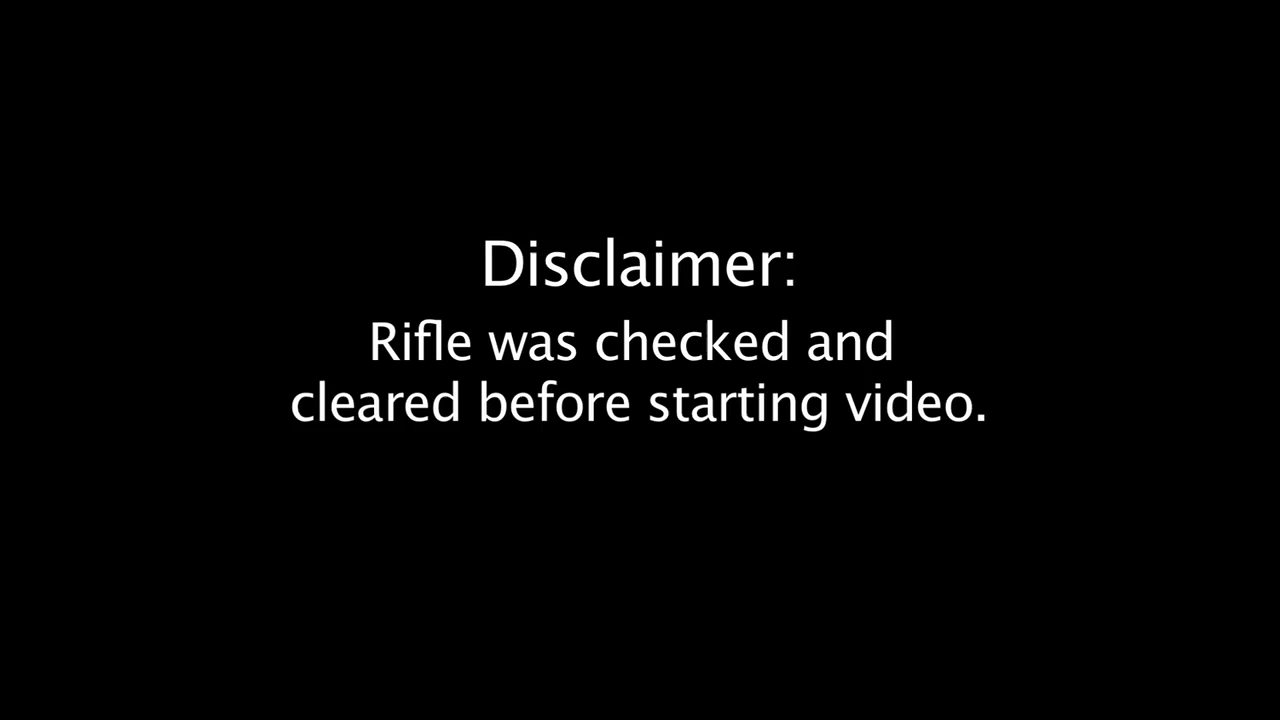 Disclaimer:
Rifle was checked and
cleared before starting video.